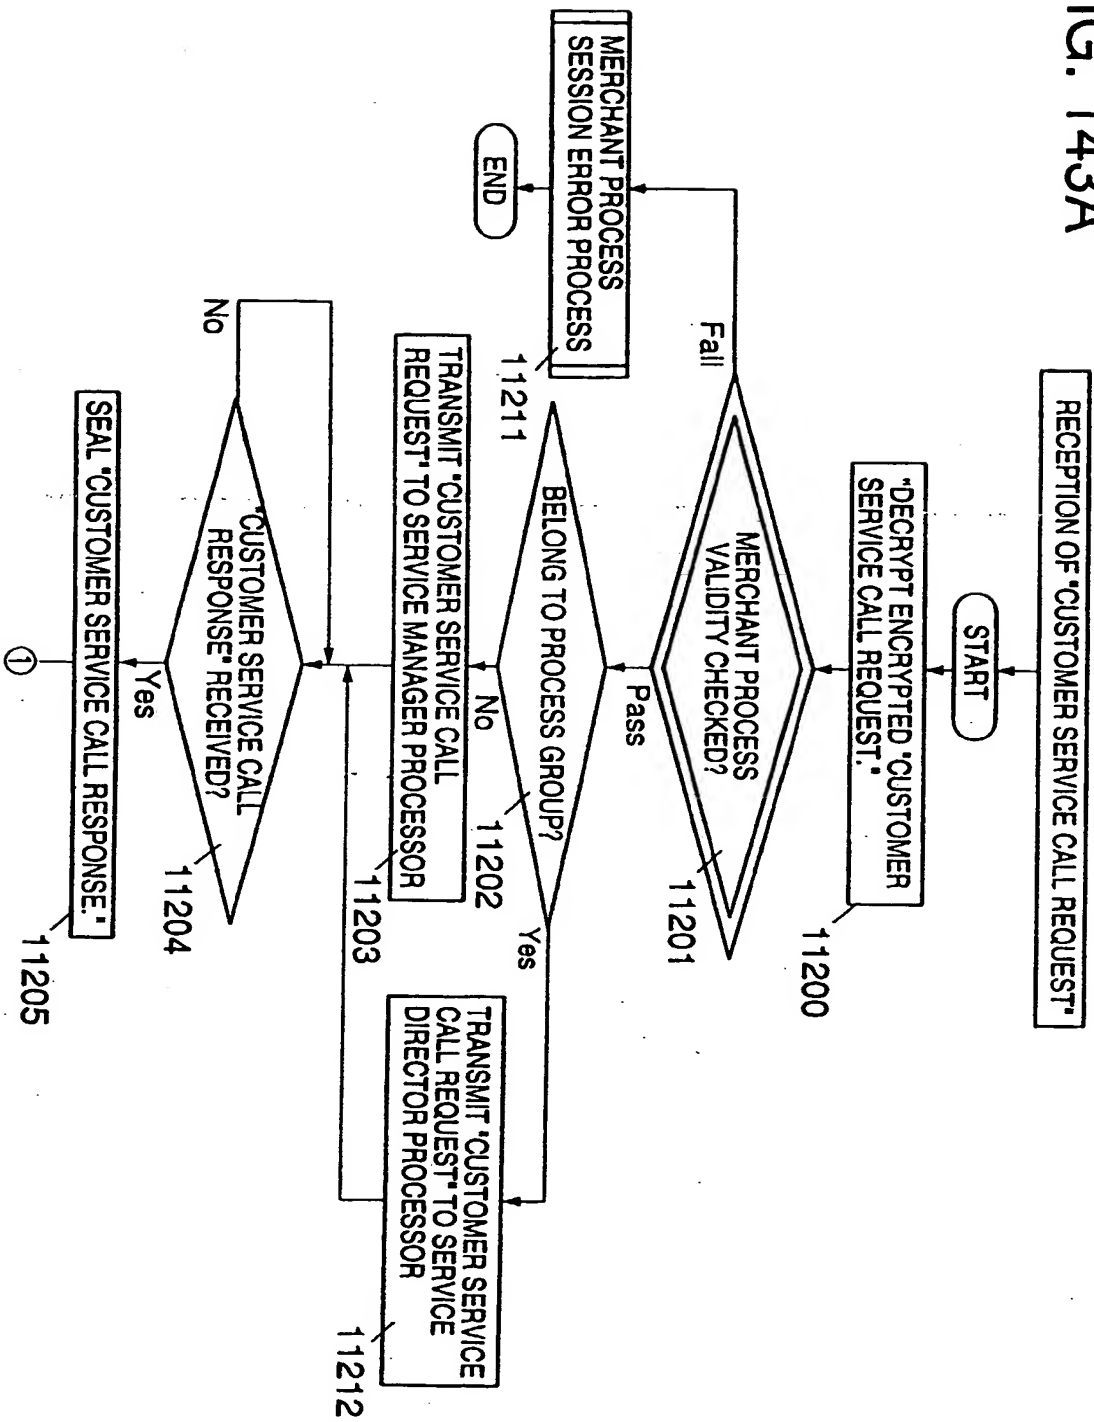 IG. 143A
RECEPTION OF "CUSTOMER SERVICE CALL REQUEST"
START
"DECRYPT ENCRYPTED "CUSTOMER
SERVICE CALL REQUEST."
11200
MERCHANT PROCESS
VALIDITY CHECKED?
11201
Fail
Pass
MERCHANT PROCESS
SESSION ERROR PROCESS
11211
END
BELONG TO PROCESS GROUP?
11202
Yes
No
TRANSMIT "CUSTOMER SERVICE CALL
REQUEST" TO SERVICE MANAGER PROCESSOR
11203
TRANSMIT "CUSTOMER SERVICE
CALL REQUEST" TO SERVICE
DIRECTOR PROCESSOR
11212
"CUSTOMER SERVICE CALL
RESPONSE" RECEIVED?
11204
No
Yes
SEAL "CUSTOMER SERVICE CALL RESPONSE."
11205
1